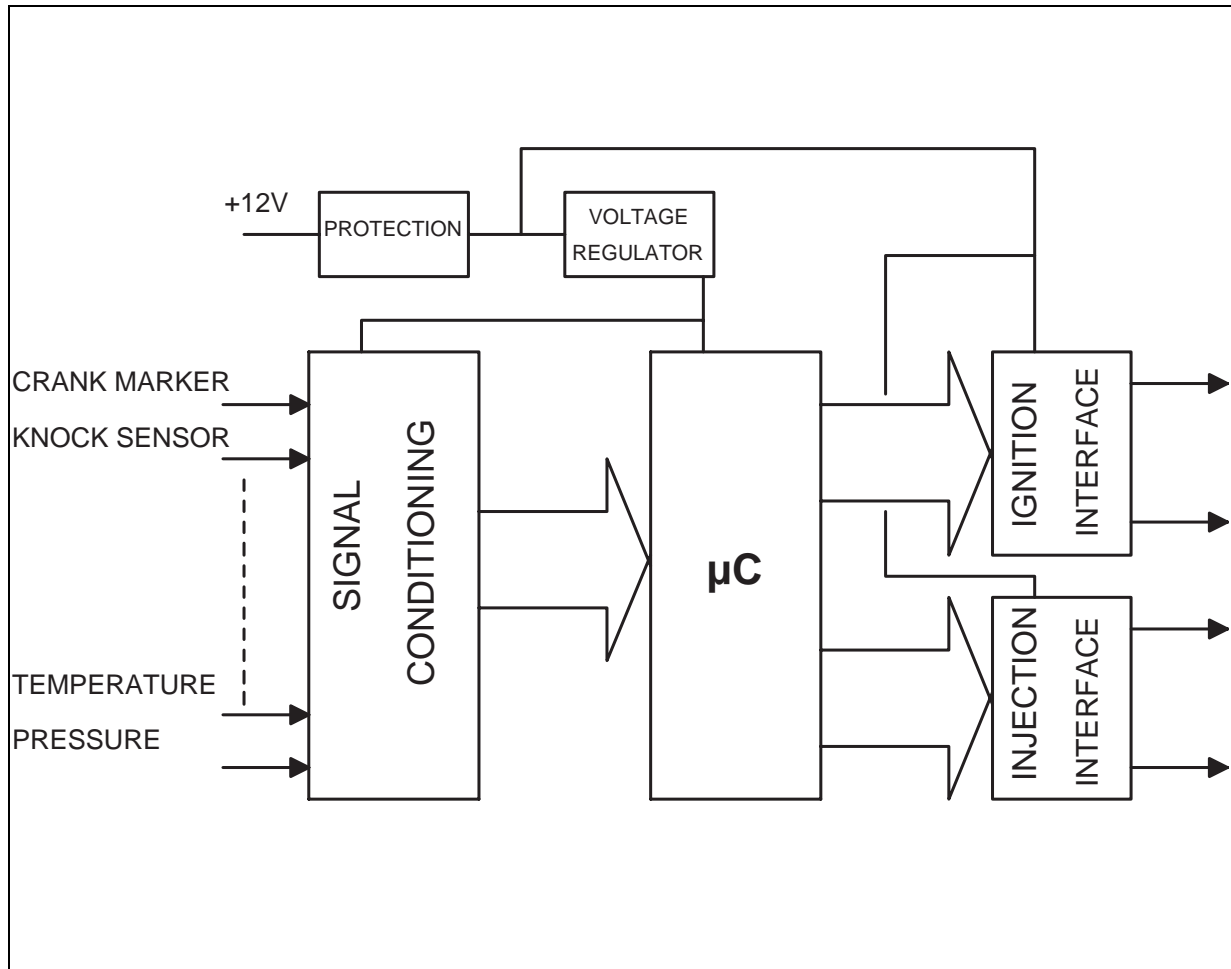 +12V
PROTECTION
VOLTAGE
REGULATOR
CRANK MARKER
KNOCK SENSOR
TEMPERATURE
PRESSURE
SIGNAL
CONDITIONING
µC
IGNITION
INTERFACE
INJECTION
INTERFACE